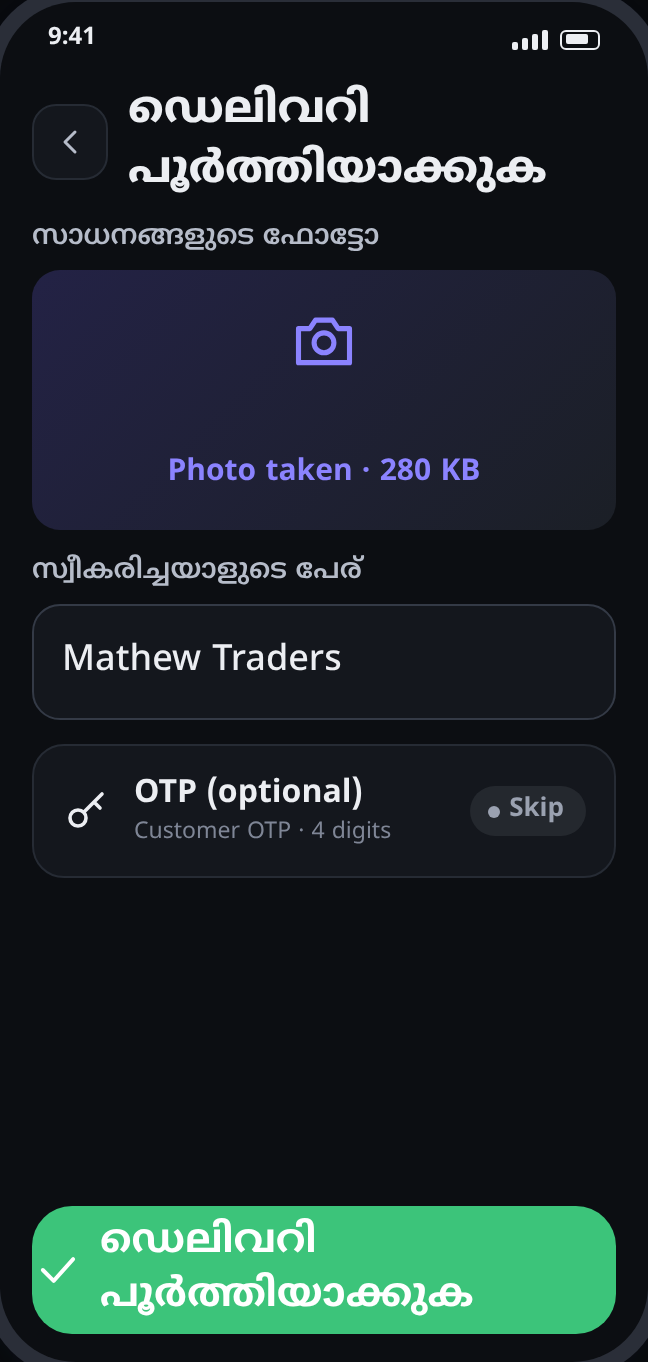 9:41
ഡെലിവറി
പൂർത്തിയാക്കുക
സാധനങ്ങളുടെ ഫോട്ടോ
Photo taken · 280 KB
സ്വീകരിച്ചയാളുടെ പേര്
Mathew Traders
OTP (optional)
Customer OTP · 4 digits
Skip
ഡെലിവറി
പൂർത്തിയാക്കുക